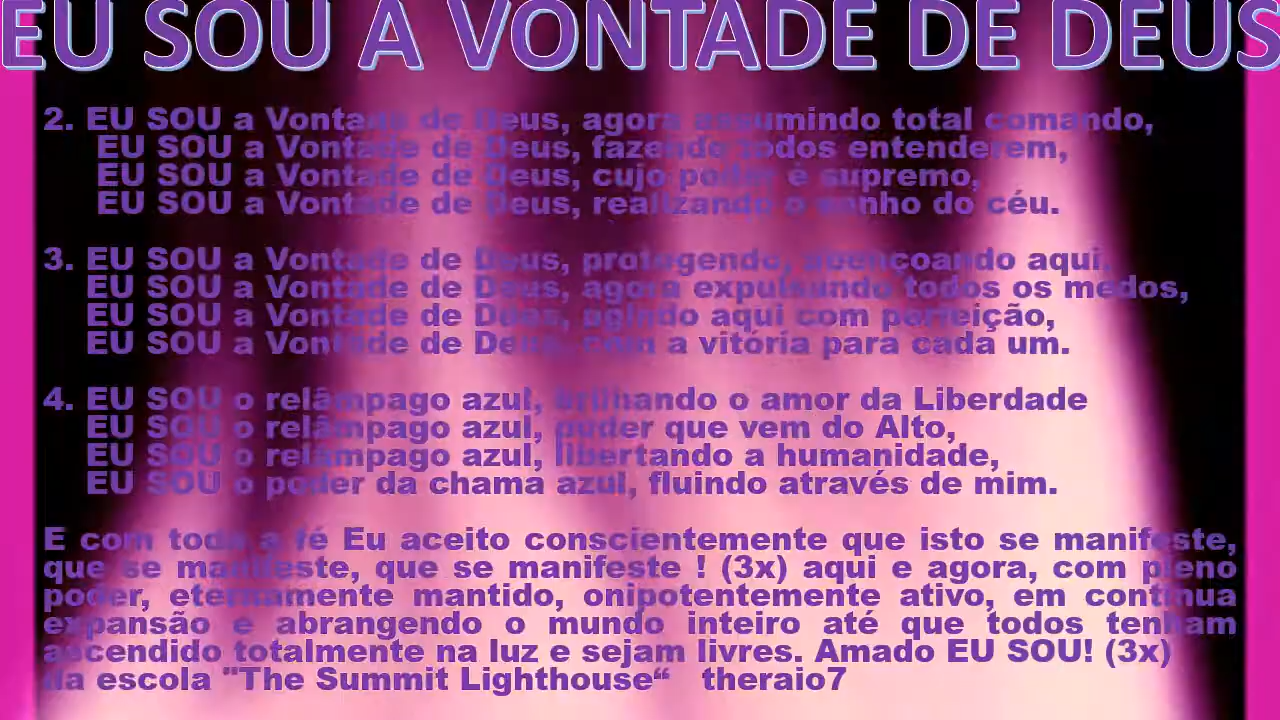 EU SOU A VONTADE DE DEUS
2. EU SOU a Vontade de Deus, agora assumindo total comando,
EU SOU a Vontade de Deus, fazendo todos entenderem,
EU SOU a Vontade de Deus, cujo poder é supremo,
EU SOU a Vontade de Deus, realizando o sonho do céu.
3. EU SOU a Vontade de Deus, protegendo, abençoando aqui,
EU SOU a Vontade de Deus, agora expulsando todos os medos,
EU SOU a Vontade de Deus, agindo aqui com perfeição,
EU SOU a Vontade de Deus, com a vitória para cada um.
4. EU SOU o relâmpago azul, brilhando o amor da Liberdade
EU SOU o relâmpago azul, poder que vem do Alto,
EU SOU o relâmpago azul, libertando a humanidade,
EU SOU o poder da chama azul, fluindo através de mim.
E com toda a fé Eu aceito conscientemente que isto se manifeste,
que se manifeste, que se manifeste ! (3x) aqui e agora, com pleno
poder, eternamente mantido, onipotentemente ativo, em contínua
expansão e abrangendo o mundo inteiro até que todos tenham
ascendido totalmente na luz e sejam livres. Amado EU SOU! (3x)
da escola "The Summit Lighthouse“ theraio7